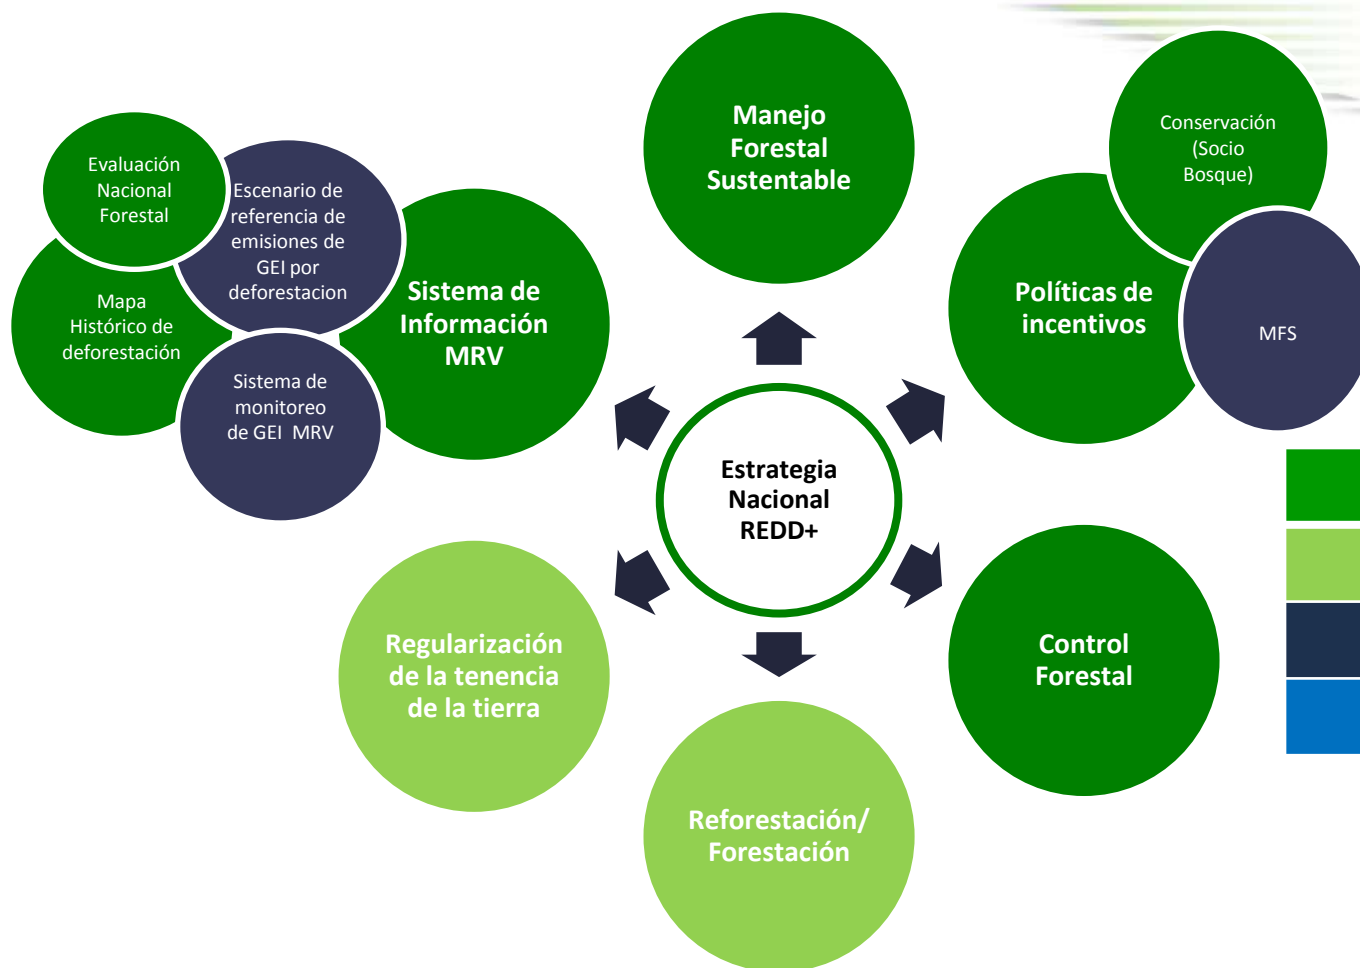 Manejo
Forestal
Sustentable
Conservación
(Socio
Bosque)
Políticas de
incentivos
MFS
Evaluación
Nacional
Forestal
Escenario de
referencia de
emisiones de
GEI por
deforestacion
Mapa
Histórico de
deforestación
Sistema de
Información
MRV
Sistema de
monitoreo
de GEI  MRV
Estrategia
Nacional
REDD+
Regularización
de la tenencia
de la tierra
Control
Forestal
Reforestación/
Forestación